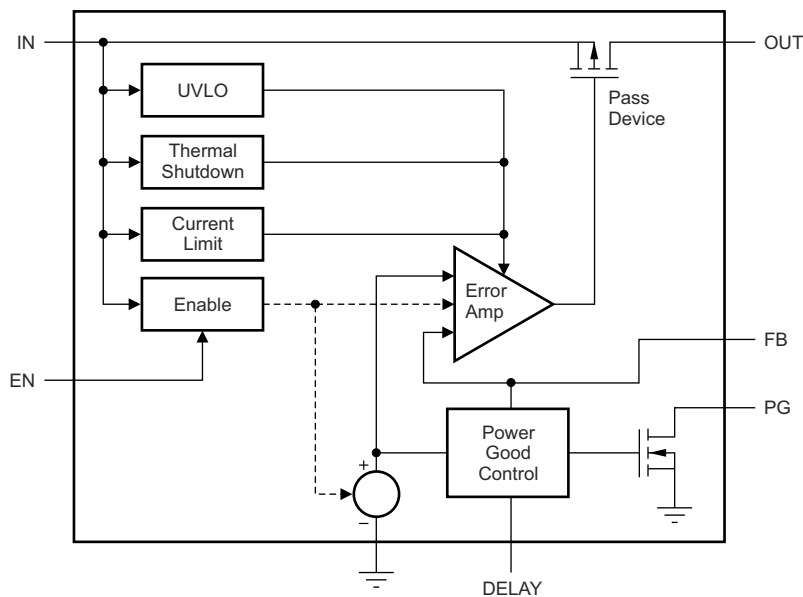 IN
OUT
UVLO
Pass
Device
Thermal
Shutdown
Current
Limit
Error
Amp
Enable
FB
EN
PG
Power
Good
Control
+
–
DELAY